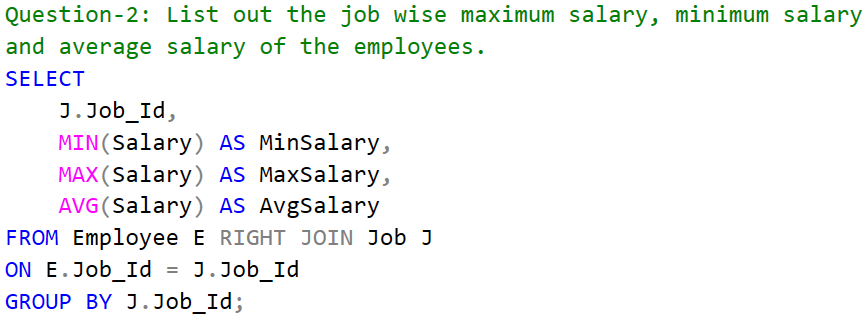 Question-2: List out the job wise maximum salary, minimum salary
and average salary of the employees.
SELECT
    J.Job_Id,
    MIN(Salary) AS MinSalary,
    MAX(Salary) AS MaxSalary,
    AVG(Salary) AS AvgSalary
FROM Employee E RIGHT JOIN Job J
ON E.Job_Id = J.Job_Id
GROUP BY J.Job_Id;